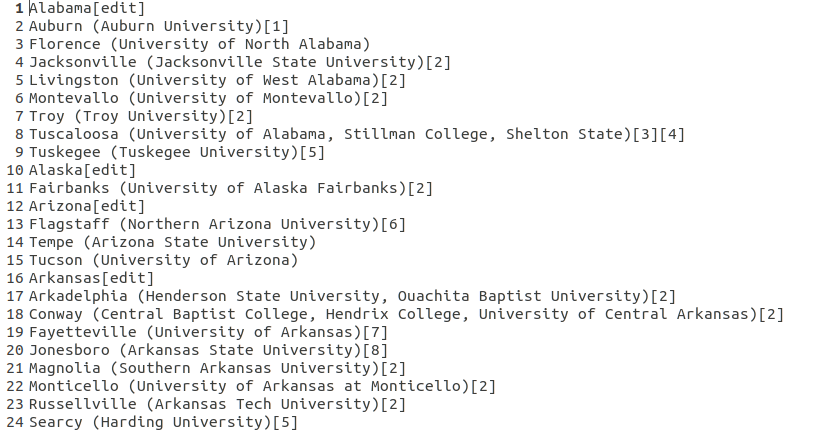 1 Alabama[edit]
2 Auburn (Auburn University)[1]
3 Florence (University of North Alabama)
4 Jacksonville (Jacksonville State University)[2]
5 Livingston (University of West Alabama)[2]
6 Montevallo (University of Montevallo)[2]
7 Troy (Troy University)[2]
8 Tuscaloosa (University of Alabama, Stillman College, Shelton State)[3][4]
9 Tuskegee (Tuskegee University)[5]
10 Alaska[edit]
11 Fairbanks (University of Alaska Fairbanks)[2]
12 Arizona[edit]
13 Flagstaff (Northern Arizona University)[6]
14 Tempe (Arizona State University)
15 Tucson (University of Arizona)
16 Arkansas[edit]
17 Arkadelphia (Henderson State University, Ouachita Baptist University)[2]
18 Conway (Central Baptist College, Hendrix College, University of Central Arkansas)[2]
19 Fayetteville (University of Arkansas)[7]
20 Jonesboro (Arkansas State University)[8]
21 Magnolia (Southern Arkansas University)[2]
22 Monticello (University of Arkansas at Monticello)[2]
23 Russellville (Arkansas Tech University)[2]
24 Searcy (Harding University)[5]